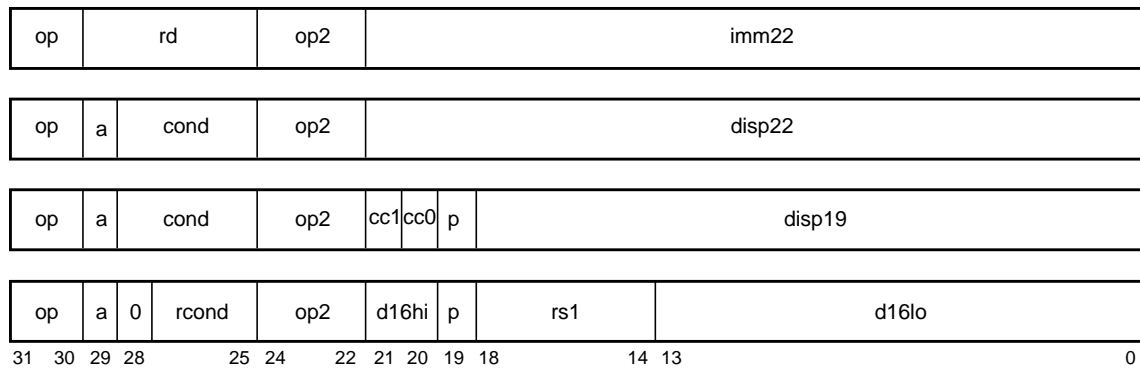 op rd op2 imm22
op a cond op2 disp22
op a cond op2 cc1 cc0 p disp19
op a 0 rcond op2 d16hi p rs1 d16lo
31 30 29 28 25 24 22 21 20 19 18 14 13 0